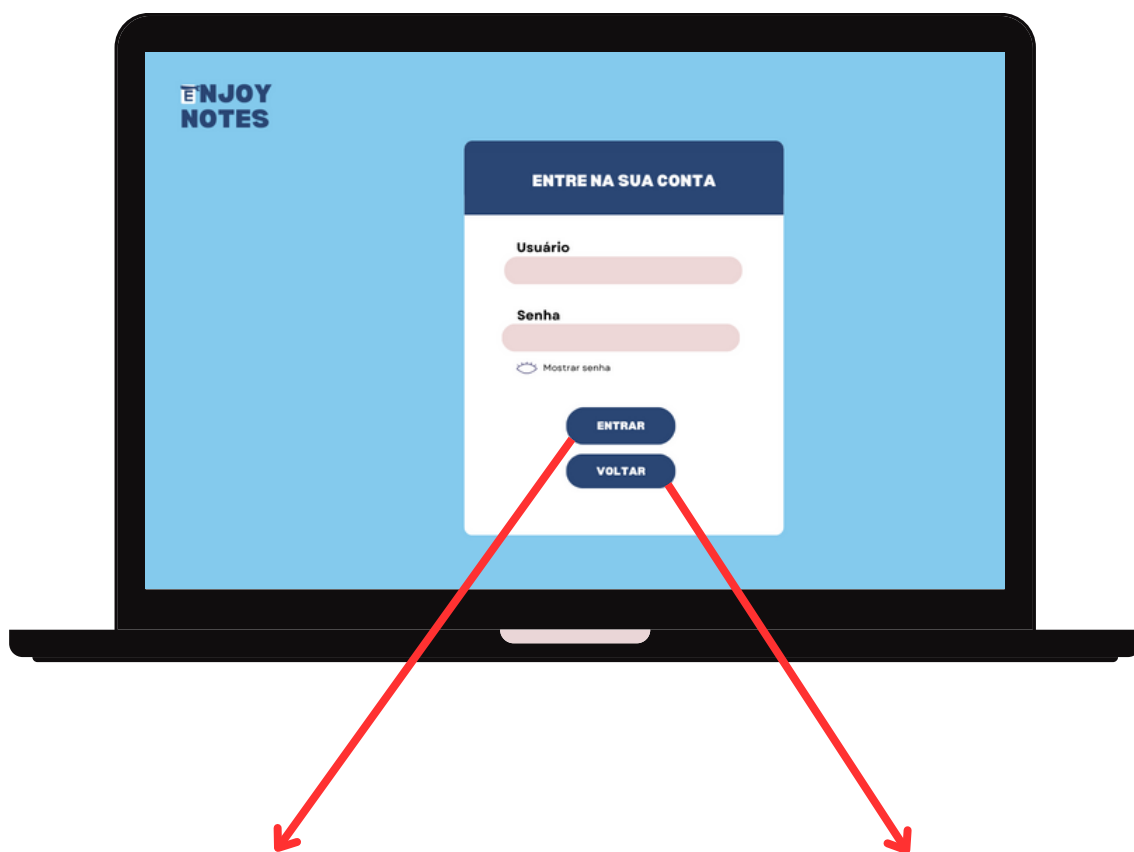 ENJOY
NOTES
ENTRE NA SUA CONTA
Usuário
Senha
Mostrar senha
ENTRAR
VOLTAR